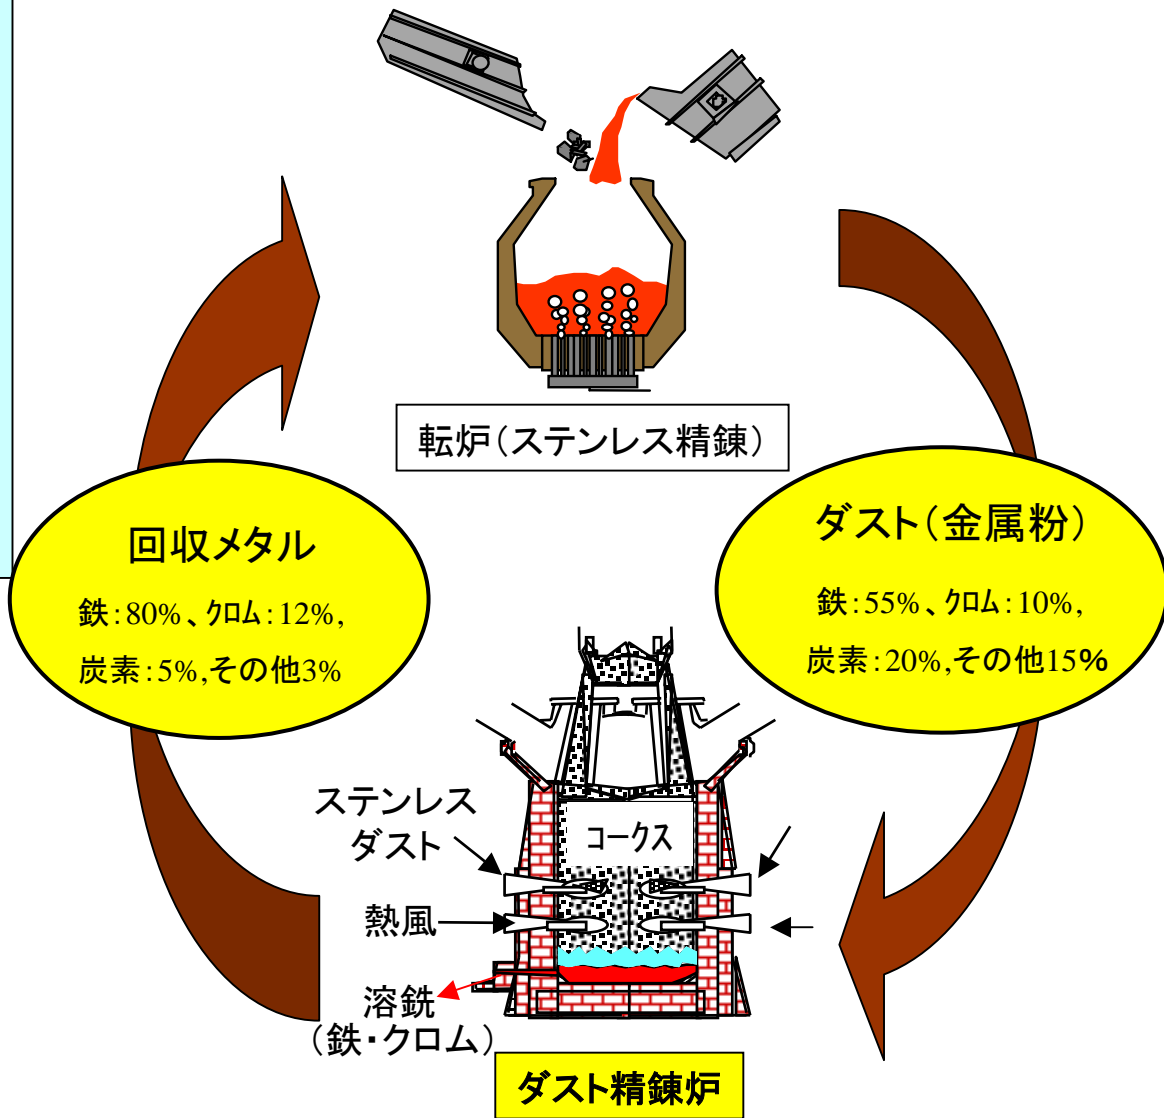 転炉(ステンレス精錬)
回収メタル
鉄:80%、クロム:12%,
炭素:5%,その他3%
ダスト(金属粉)
鉄:55%、クロム:10%,
炭素:20%,その他15%
ステンレス
ダスト
コークス
熱風
溶銑
(鉄・クロム)
ダスト精錬炉